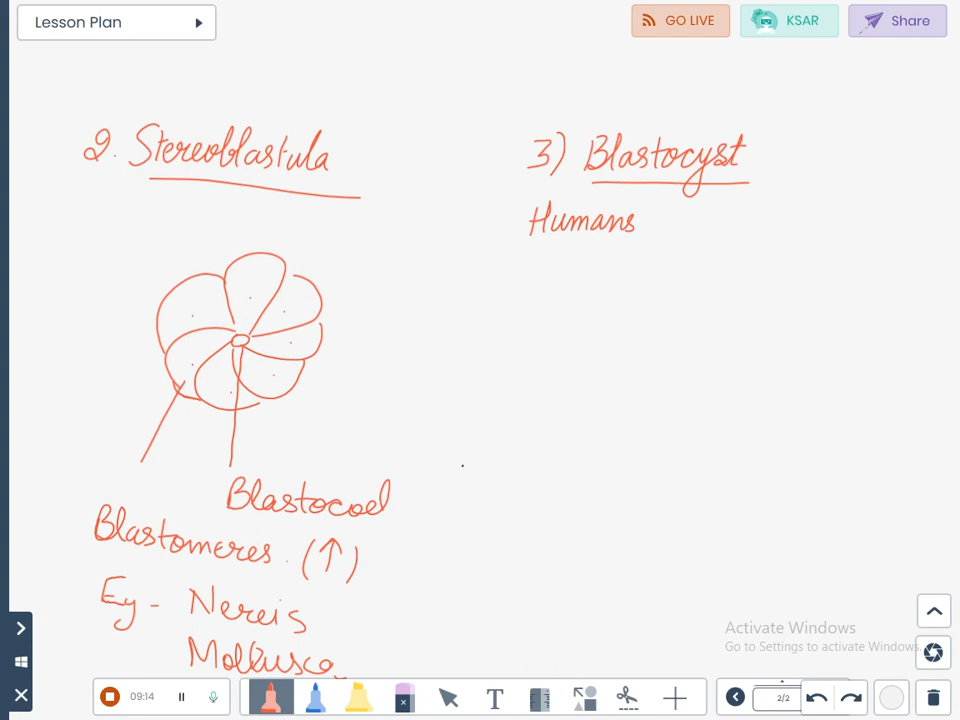 Lesson Plan
GO LIVE
KSAR
Share
2. Stereoblastula
3) Blastocyst
Humans
Blastocoel
Blastomeres. (↑)
Eg - Nereis
Mollusca
09:14
T
2/2
Activate Windows
Go to Settings to activate Windows.